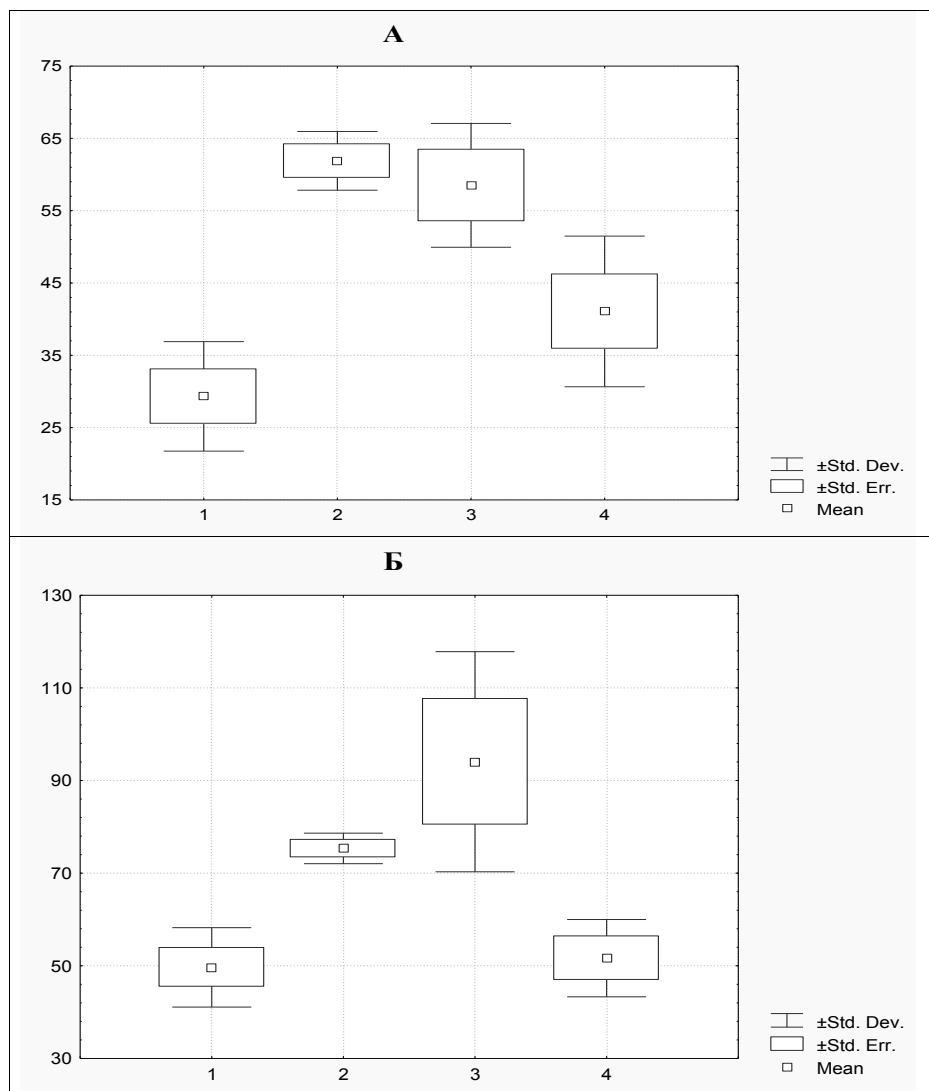 А
75
65
55
45
35
25
15
1 2 3 4
±Std. Dev.
±Std. Err.
Mean
Б
130
110
90
70
50
30
1 2 3 4
±Std. Dev.
±Std. Err.
Mean